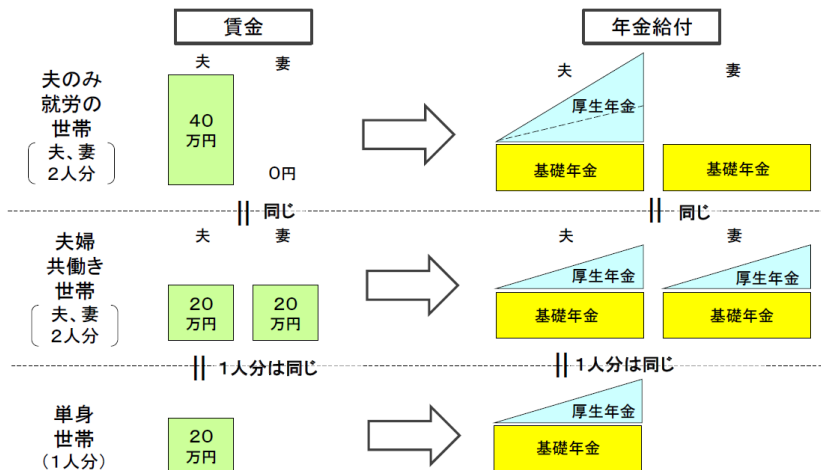 賃金
年金給付
夫のみ
就労の
世帯
夫、妻
2人分
夫
妻
40
万円
0円
夫
妻
厚生年金
基礎年金
基礎年金
同じ
同じ
夫婦
共働き
世帯
夫、妻
2人分
夫
妻
20
万円
20
万円
夫
妻
厚生年金
厚生年金
基礎年金
基礎年金
1人分は同じ
1人分は同じ
単身
世帯
(1人分)
20
万円
厚生年金
基礎年金